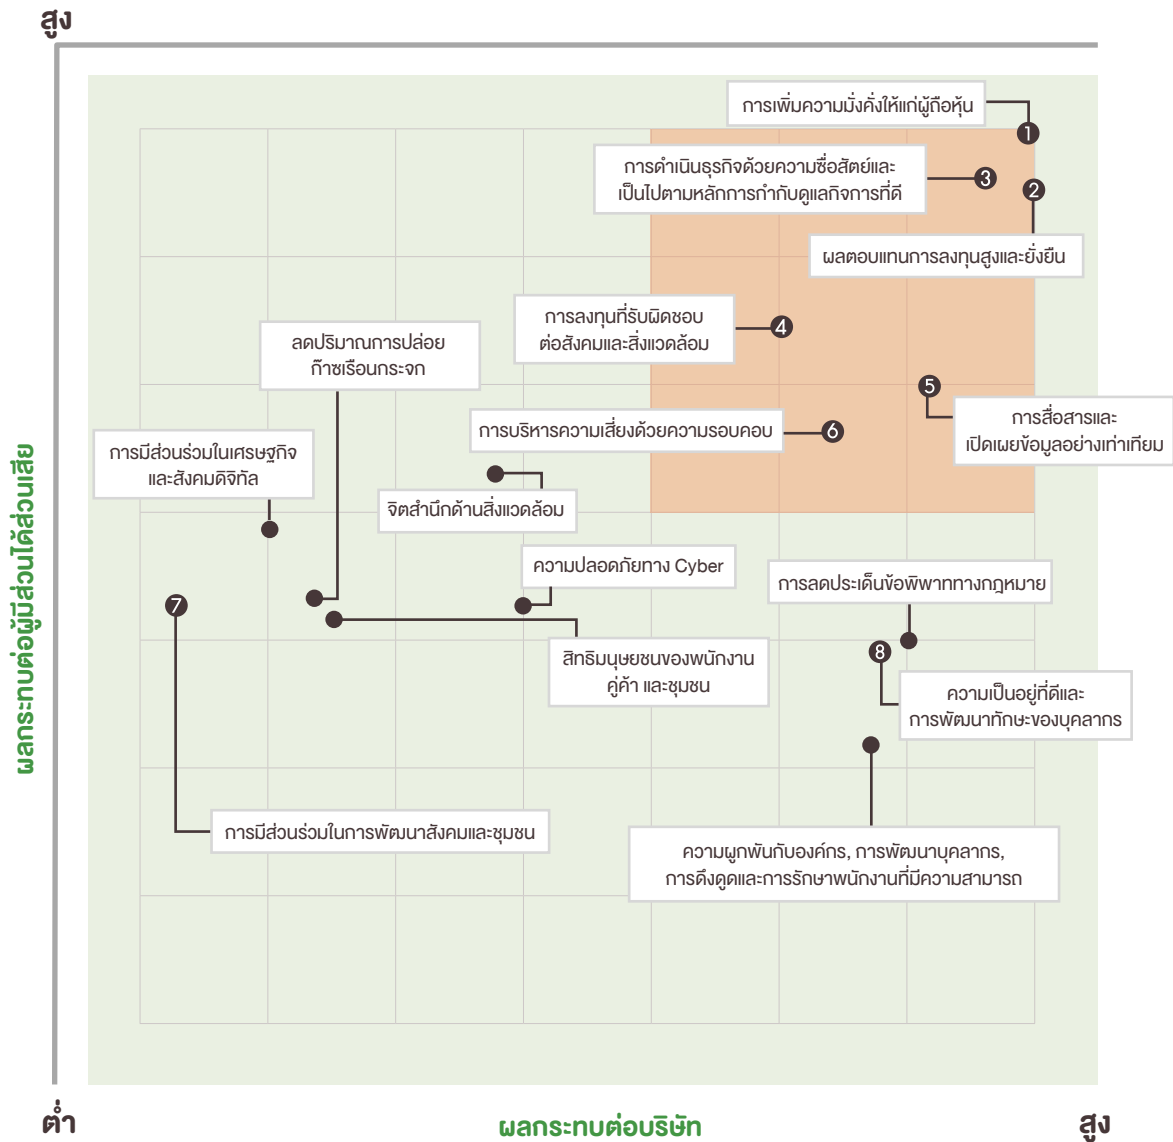 สูง
การเพิ่มความมั่งคั่งให้แก่ผู้ถือหุ้น
1
การดำเนินธุรกิจด้วยความซื่อสัตย์และ
เป็นไปตามหลักการกำกับดูแลกิจการที่ดี
3
2
ผลตอบแทนการลงทุนสูงและยั่งยืน
การลงทุนที่รับผิดชอบ
ต่อสังคมและสิ่งแวดล้อม
4
ลดปริมาณการปล่อย
ก๊าซเรือนกระจก
5
การสื่อสารและ
เปิดเผยข้อมูลอย่างเท่าเทียม
การบริหารความเสี่ยงด้วยความรอบคอบ
6
การมีส่วนร่วมในเศรษฐกิจ
และสังคมดิจิทัล
จิตสำนึกด้านสิ่งแวดล้อม
ความปลอดภัยทาง Cyber
การลดประเด็นข้อพิพาททางกฎหมาย
7
สิทธิมนุษยชนของพนักงาน
คู่ค้า และชุมชน
8
ความเป็นอยู่ที่ดีและ
การพัฒนาทักษะของบุคลากร
การมีส่วนร่วมในการพัฒนาสังคมและชุมชน
ความผูกพันกับองค์กร, การพัฒนาบุคลากร,
การดึงดูดและการรักษาพนักงานที่มีความสามารถ
ผลกระทบต่อผู้มีส่วนได้ส่วนเสีย
ต่ำ
ผลกระทบต่อบริษัท
สูง